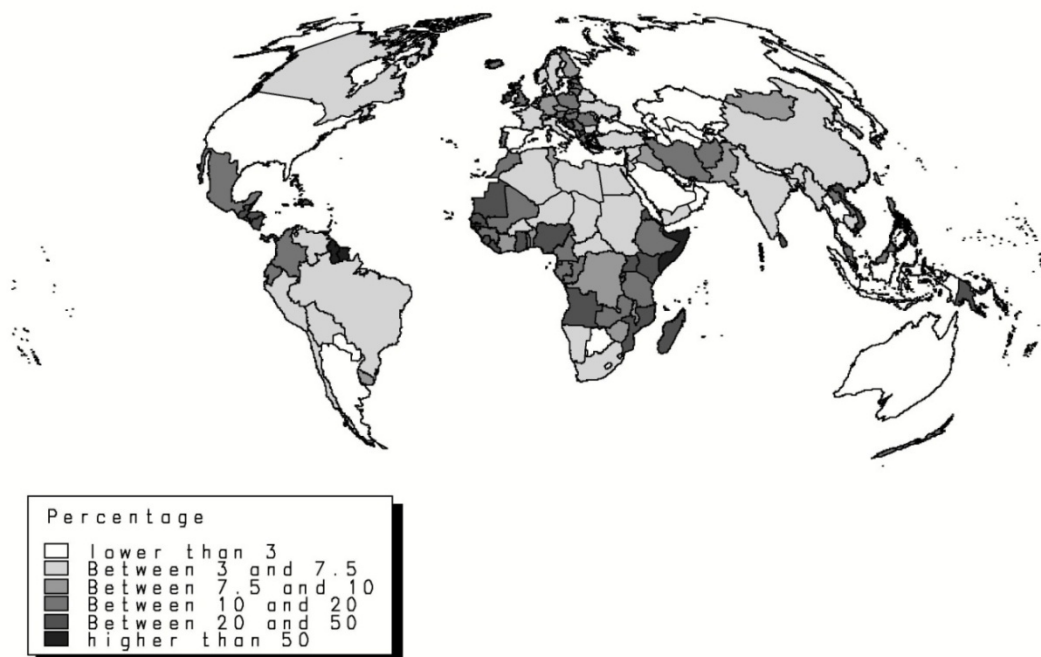 Percentage
lower than 3
Between 3 and 7.5
Between 7.5 and 10
Between 10 and 20
Between 20 and 50
higher than 50